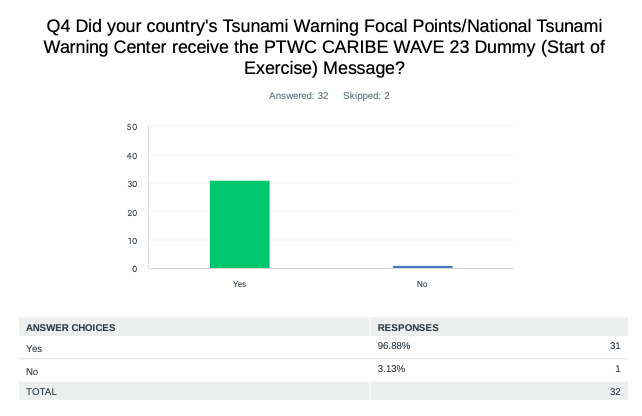 Q4 Did your country's Tsunami Warning Focal Points/National Tsunami
Warning Center receive the PTWC CARIBE WAVE 23 Dummy (Start of
Exercise) Message?
Answered: 32 Skipped: 2
50
40
30
20
10
0
Yes No
ANSWER CHOICES RESPONSES
Yes 96.88% 31
No 3.13% 1
TOTAL 32